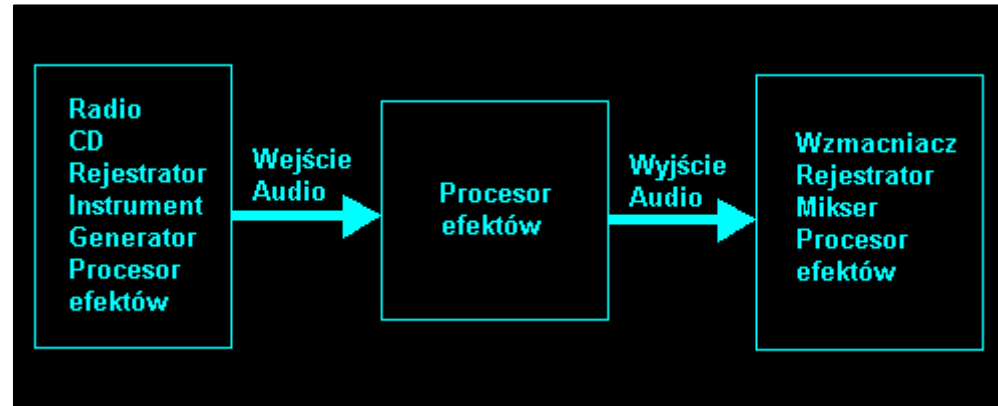 Radio
CD
Rejestrator
Instrument
Generator
Procesor
efektów
Wejście
Audio
Procesor
efektów
Wyjście
Audio
Wzmacniacz
Rejestrator
Mikser
Procesor
efektów